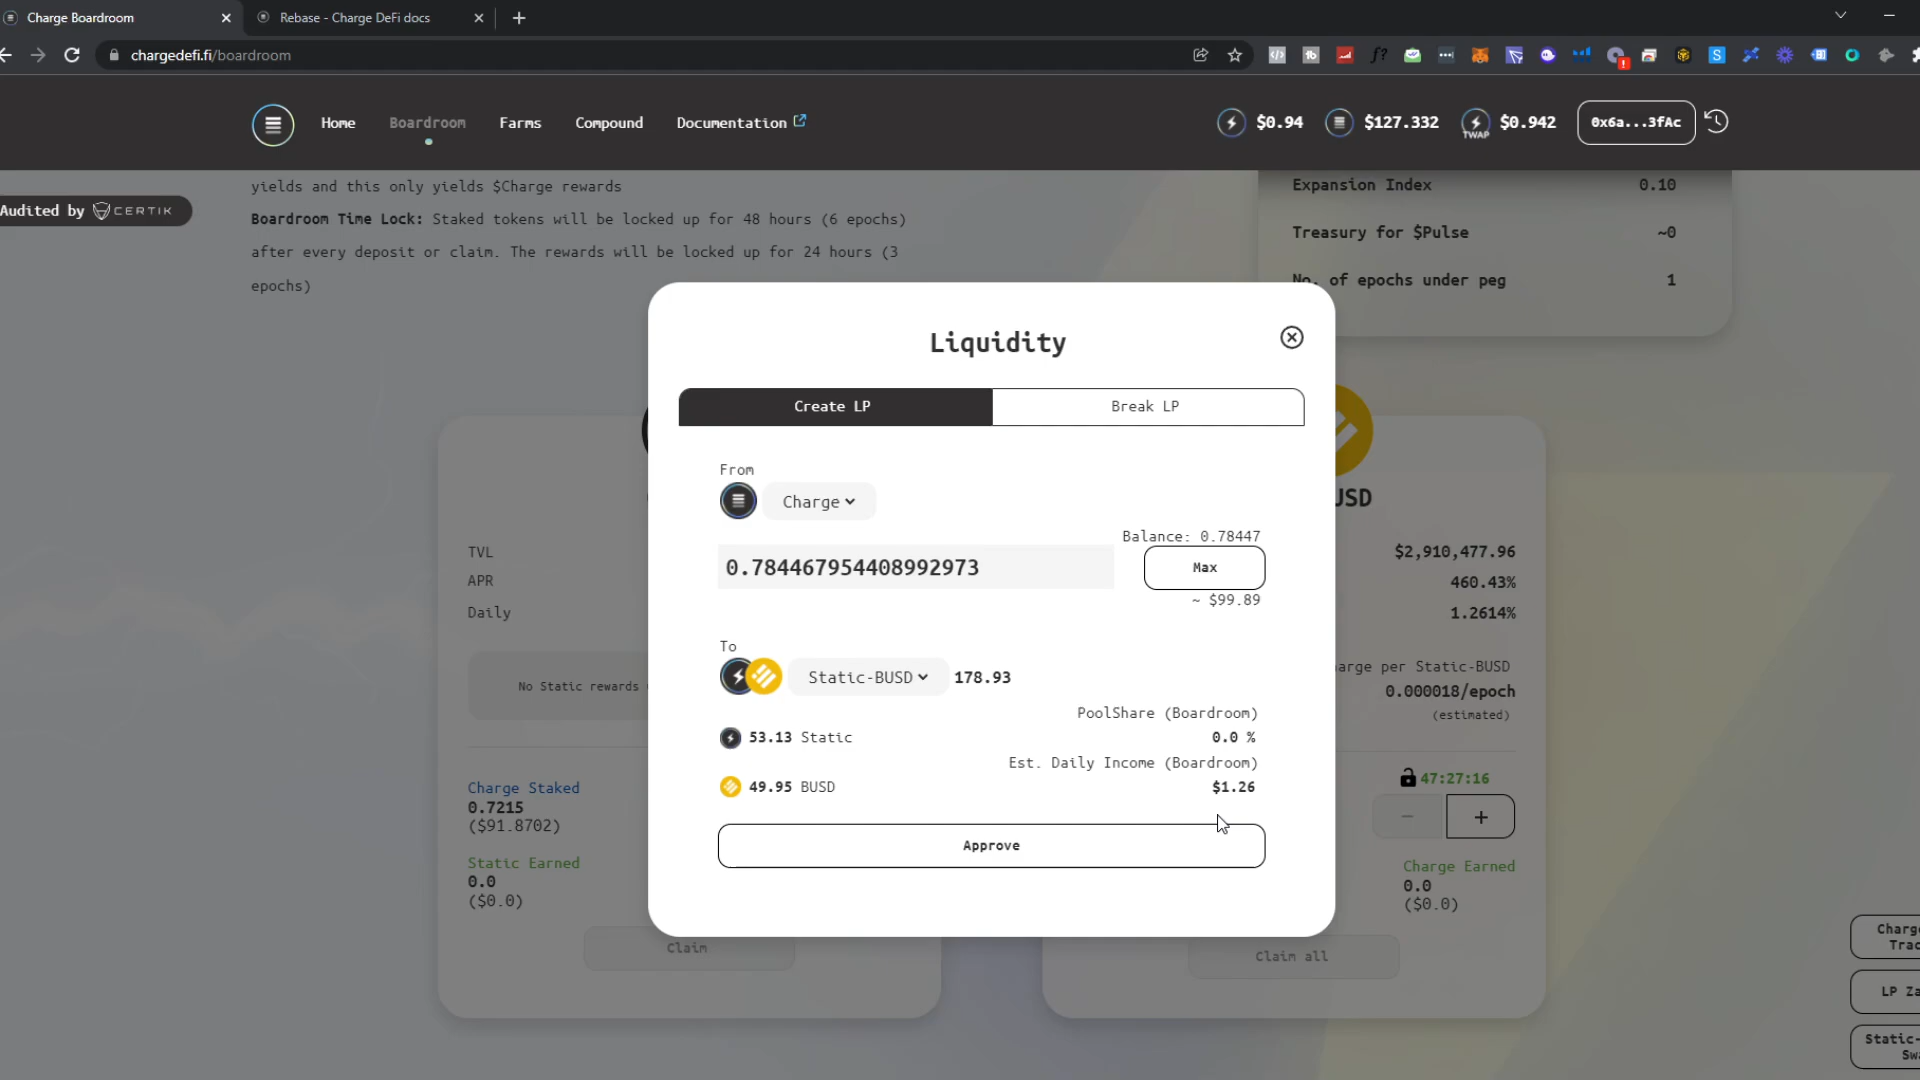 Charge Boardroom
Rebase - Charge DeFi docs
chargedefi.fi/boardroom
Home
Boardroom
Farms
Compound
Documentation
$0.94
$127.332
TWAP
$0.942
0x6a...3fAc
yields and this only yields $Charge rewards
Audited by CERTIK
Boardroom Time Lock: Staked tokens will be locked up for 48 hours (6 epochs)
after every deposit or claim. The rewards will be locked up for 24 hours (3
epochs)
Expansion Index 0.10
Treasury for $Pulse ~0
No. of epochs under peg 1
Liquidity
Create LP
Break LP
From
Charge
Balance: 0.78447
0.784467954408992973
Max
~ $99.89
To
Static-BUSD 178.93
PoolShare (Boardroom)
53.13 Static
0.0 %
Est. Daily Income (Boardroom)
49.95 BUSD
$1.26
Approve
TVL
APR
Daily
No Static rewards
Charge Staked
0.7215
($91.8702)
Static Earned
0.0
($0.0)
Claim
$2,910,477.96
460.43%
1.2614%
per Static-BUSD
0.000018/epoch
(estimated)
47:27:16
−
+
Charge Earned
0.0
($0.0)
Claim all
LP
Static-